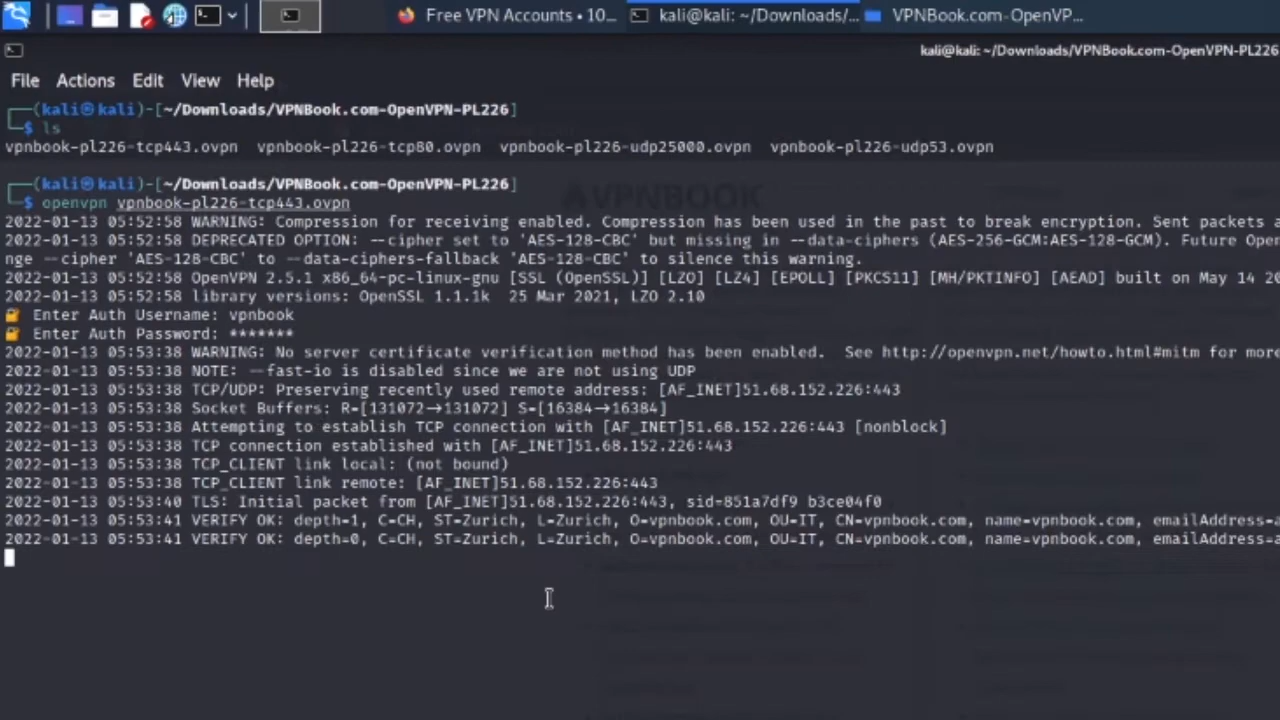 Free VPN Accounts • 10...
kali@kali: ~/Downloads/...
VPNBook.com-OpenVP...
kali@kali: ~/Downloads/VPNBook.com-OpenVPN-PL226
File Actions Edit View Help
┌──(kali㉿kali)-[~/Downloads/VPNBook.com-OpenVPN-PL226]
└─$ ls
vpnbook-pl226-tcp443.ovpn vpnbook-pl226-tcp80.ovpn vpnbook-pl226-udp25000.ovpn vpnbook-pl226-udp53.ovpn
┌──(kali㉿kali)-[~/Downloads/VPNBook.com-OpenVPN-PL226]
└─$ openvpn vpnbook-pl226-tcp443.ovpn
2022-01-13 05:52:58 WARNING: Compression for receiving enabled. Compression has been used in the past to break encryption. Sent packets a
2022-01-13 05:52:58 DEPRECATED OPTION: --cipher set to 'AES-128-CBC' but missing in --data-ciphers (AES-256-GCM:AES-128-GCM). Future Open
nge --cipher 'AES-128-CBC' to --data-ciphers-fallback 'AES-128-CBC' to silence this warning.
2022-01-13 05:52:58 OpenVPN 2.5.1 x86_64-pc-linux-gnu [SSL (OpenSSL)] [LZO] [LZ4] [EPOLL] [PKCS11] [MH/PKTINFO] [AEAD] built on May 14 20
2022-01-13 05:52:58 library versions: OpenSSL 1.1.1k 25 Mar 2021, LZO 2.10
Enter Auth Username: vpnbook
Enter Auth Password: *******
2022-01-13 05:53:38 WARNING: No server certificate verification method has been enabled. See http://openvpn.net/howto.html#mitm for more
2022-01-13 05:53:38 NOTE: --fast-io is disabled since we are not using UDP
2022-01-13 05:53:38 TCP/UDP: Preserving recently used remote address: [AF_INET]51.68.152.226:443
2022-01-13 05:53:38 Socket Buffers: R=[131072→131072] S=[16384→16384]
2022-01-13 05:53:38 Attempting to establish TCP connection with [AF_INET]51.68.152.226:443 [nonblock]
2022-01-13 05:53:38 TCP connection established with [AF_INET]51.68.152.226:443
2022-01-13 05:53:38 TCP_CLIENT link local: (not bound)
2022-01-13 05:53:38 TCP_CLIENT link remote: [AF_INET]51.68.152.226:443
2022-01-13 05:53:40 TLS: Initial packet from [AF_INET]51.68.152.226:443, sid=851a7df9 b3ce04f0
2022-01-13 05:53:41 VERIFY OK: depth=1, C=CH, ST=Zurich, L=Zurich, O=vpnbook.com, OU=IT, CN=vpnbook.com, name=vpnbook.com, emailAddress=a
2022-01-13 05:53:41 VERIFY OK: depth=0, C=CH, ST=Zurich, L=Zurich, O=vpnbook.com, OU=IT, CN=vpnbook.com, name=vpnbook.com, emailAddress=a